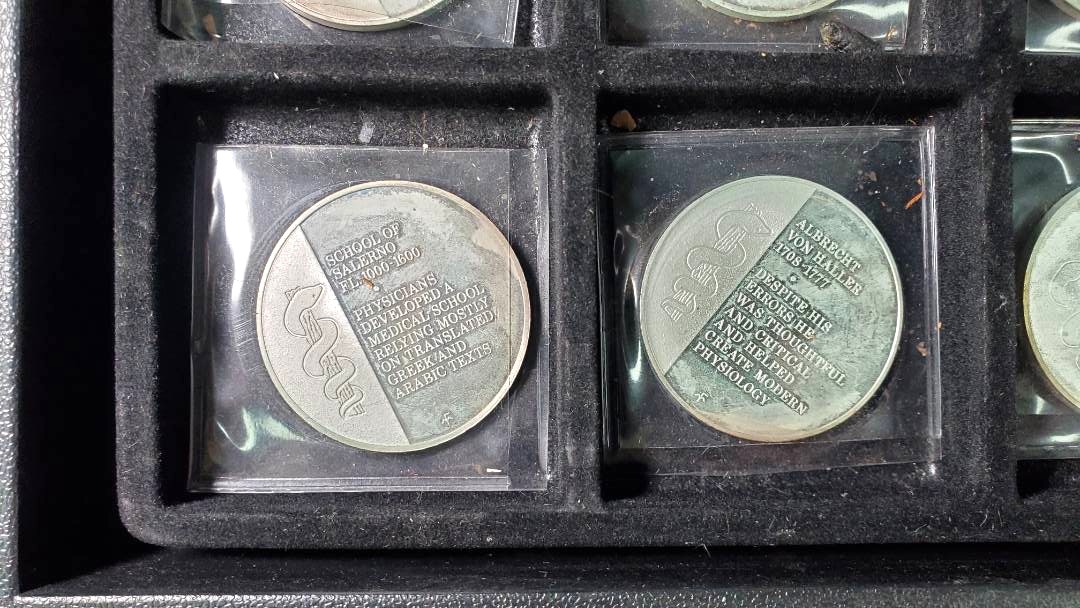 SCHOOL OF
SALERNO
FL. 1000-1600
PHYSICIANS
DEVELOPED A
MEDICAL SCHOOL
RELYING MOSTLY
ON TRANSLATED
GREEK AND
ARABIC TEXTS
ALBRECHT
VON HALLER
1708-1777
DESPITE HIS
ERRORS HE
WAS THOUGHTFUL
AND CRITICAL
AND HELPED
CREATE MODERN
PHYSIOLOGY